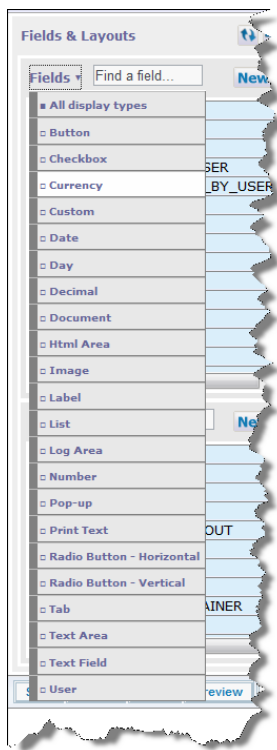 Fields & Layouts
Fields Find a field... New
All display types
Button
Checkbox
SER
Currency _BY_USER
Custom
Date
Day
Decimal
Document
Html Area
Image
Label
List
Log Area
Number
Pop-up
Print Text OUT
Radio Button - Horizontal
Radio Button - Vertical
Tab AINER
Text Area
Text Field
User review